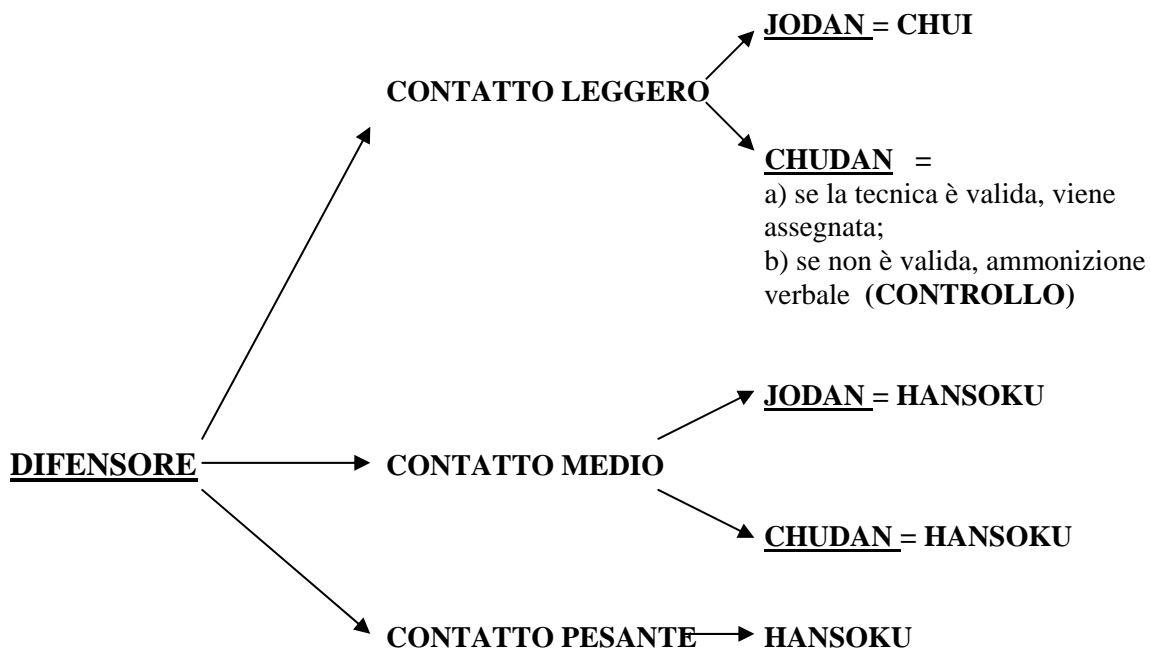 JODAN = CHUI
CONTATTO LEGGERO
CHUDAN =
a) se la tecnica è valida, viene
assegnata;
b) se non è valida, ammonizione
verbale (CONTROLLO)
JODAN = HANSOKU
DIFENSORE
CONTATTO MEDIO
CHUDAN = HANSOKU
CONTATTO PESANTE
HANSOKU